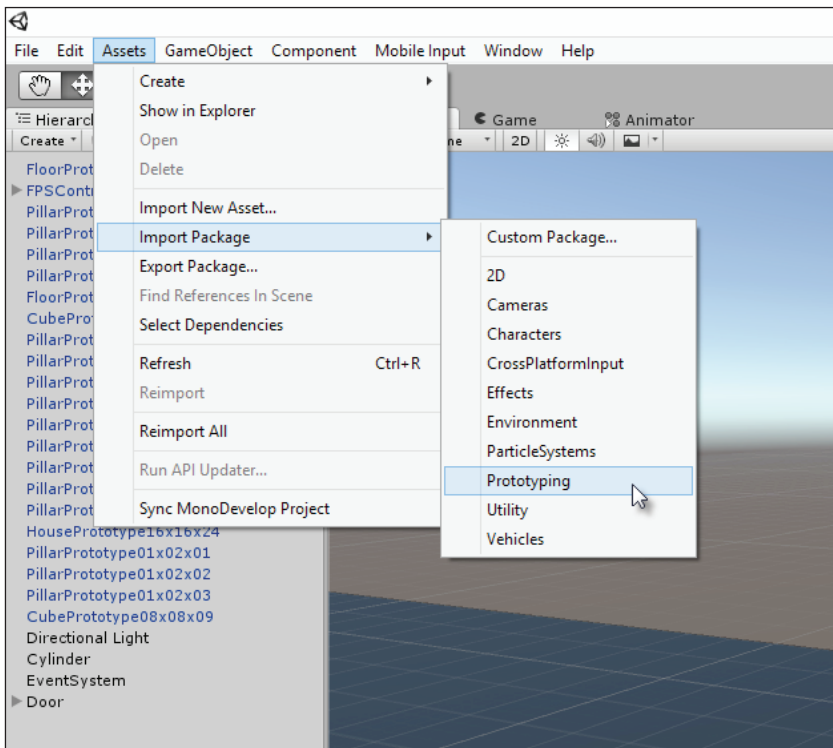 File Edit Assets GameObject Component Mobile Input Window Help
Create
Show in Explorer
Open
Delete
Import New Asset...
Import Package
Export Package...
Find References In Scene
Select Dependencies
Refresh Ctrl+R
Reimport
Reimport All
Run API Updater...
Sync MonoDevelop Project
Custom Package...
2D
Cameras
Characters
CrossPlatformInput
Effects
Environment
ParticleSystems
Prototyping
Utility
Vehicles
Hierarc
Game
Animator
Create
me
2D
FloorProt
FPSContr
PillarProt
PillarProt
PillarProt
PillarProt
FloorProt
CubeProt
PillarProt
PillarProt
PillarProt
PillarProt
PillarProt
PillarProt
PillarProt
PillarProt
PillarProt
HousePrototype16x16x24
PillarPrototype01x02x01
PillarPrototype01x02x02
PillarPrototype01x02x03
CubePrototype08x08x09
Directional Light
Cylinder
EventSystem
Door